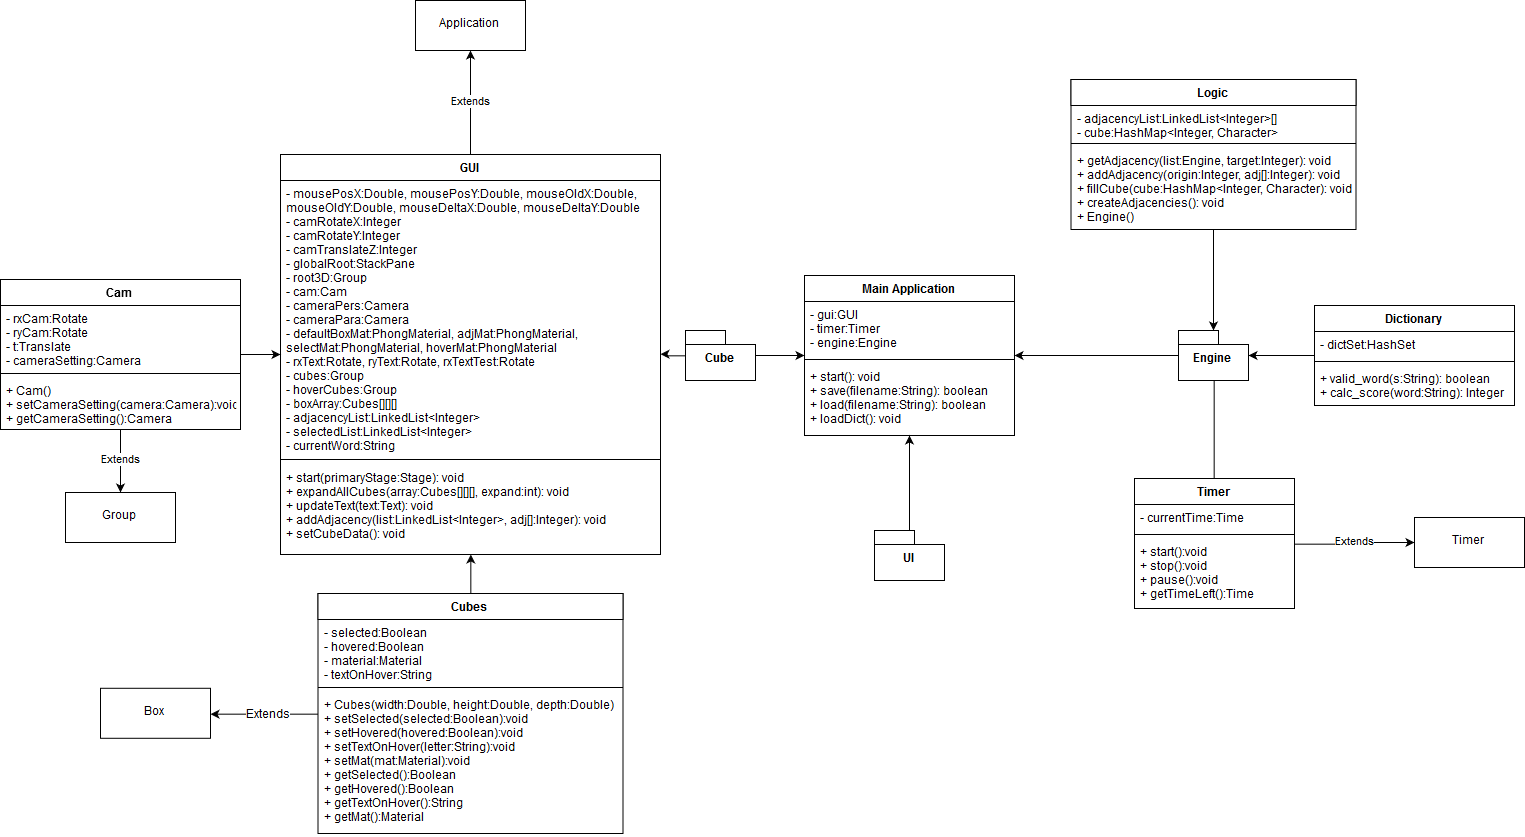 Application
Extends
GUI
- mousePosX:Double, mousePosY:Double, mouseOldX:Double,
mouseOldY:Double, mouseDeltaX:Double, mouseDeltaY:Double
- camRotateX:Integer
- camRotateY:Integer
- camTranslateZ:Integer
- globalRoot:StackPane
- root3D:Group
- cam:Cam
- cameraPers:Camera
- cameraPara:Camera
- defaultBoxMat:PhongMaterial, adjMat:PhongMaterial,
selectMat:PhongMaterial, hoverMat:PhongMaterial
- rxText:Rotate, ryText:Rotate, rxTextTest:Rotate
- cubes:Group
- hoverCubes:Group
- boxArray:Cubes[][][]
- adjacencyList:LinkedList<Integer>
- selectedList:LinkedList<Integer>
- currentWord:String
+ start(primaryStage:Stage): void
+ expandAllCubes(array:Cubes[][][], expand:int): void
+ updateText(text:Text): void
+ addAdjacency(list:LinkedList<Integer>, adj[]:Integer): void
+ setCubeData(): void
Cam
- rxCam:Rotate
- ryCam:Rotate
- t:Translate
- cameraSetting:Camera
+ Cam()
+ setCameraSetting(camera:Camera):void
+ getCameraSetting():Camera
Extends
Group
Cubes
- selected:Boolean
- hovered:Boolean
- material:Material
- textOnHover:String
+ Cubes(width:Double, height:Double, depth:Double)
+ setSelected(selected:Boolean):void
+ setHovered(hovered:Boolean):void
+ setTextOnHover(letter:String):void
+ setMat(mat:Material):void
+ getSelected():Boolean
+ getHovered():Boolean
+ getTextOnHover():String
+ getMat():Material
Extends
Box
Cube
Main Application
- gui:GUI
- timer:Timer
- engine:Engine
+ start(): void
+ save(filename:String): boolean
+ load(filename:String): boolean
+ loadDict(): void
UI
Logic
- adjacencyList:LinkedList<Integer>[]
- cube:HashMap<Integer, Character>
+ getAdjacency(list:Engine, target:Integer): void
+ addAdjacency(origin:Integer, adj[]:Integer): void
+ fillCube(cube:HashMap<Integer, Character): void
+ createAdjacencies(): void
+ Engine()
Engine
Dictionary
- dictSet:HashSet
+ valid_word(s:String): boolean
+ calc_score(word:String): Integer
Timer
- currentTime:Time
+ start():void
+ stop():void
+ pause():void
+ getTimeLeft():Time
Extends
Timer